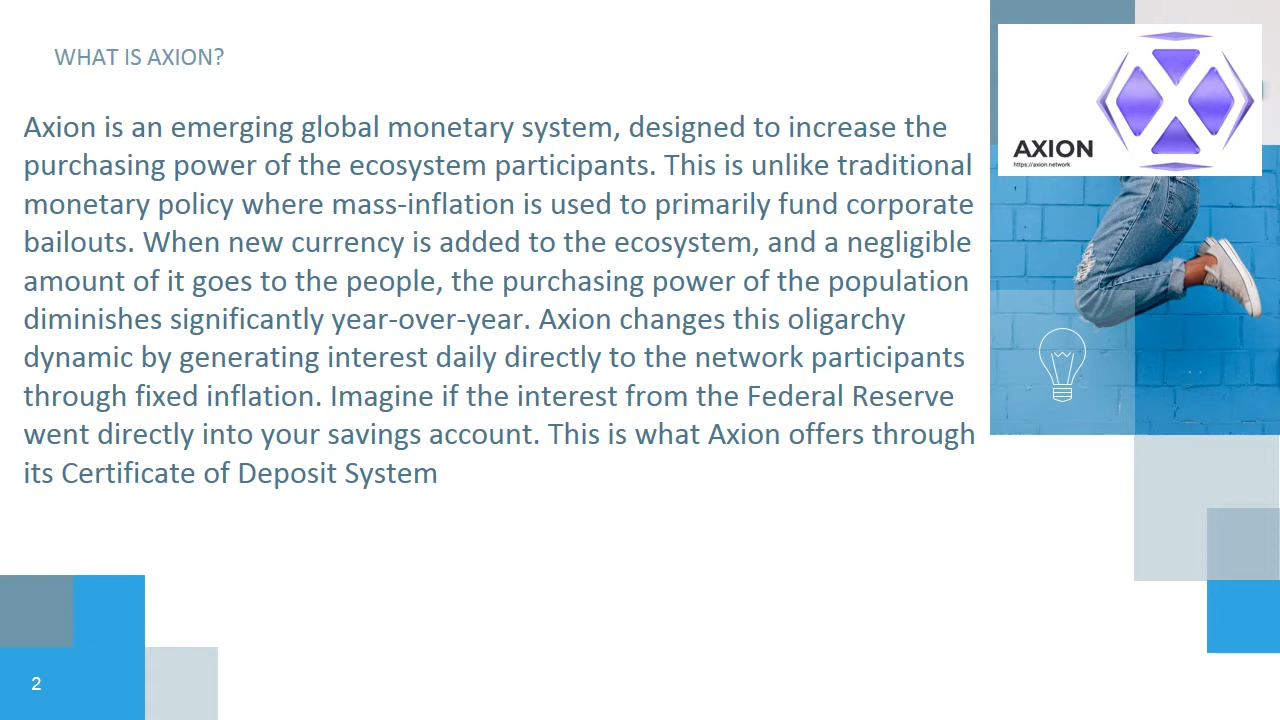 WHAT IS AXION?
AXION
https://axion.network
Axion is an emerging global monetary system, designed to increase the
purchasing power of the ecosystem participants. This is unlike traditional
monetary policy where mass-inflation is used to primarily fund corporate
bailouts. When new currency is added to the ecosystem, and a negligible
amount of it goes to the people, the purchasing power of the population
diminishes significantly year-over-year. Axion changes this oligarchy
dynamic by generating interest daily directly to the network participants
through fixed inflation. Imagine if the interest from the Federal Reserve
went directly into your savings account. This is what Axion offers through
its Certificate of Deposit System
2